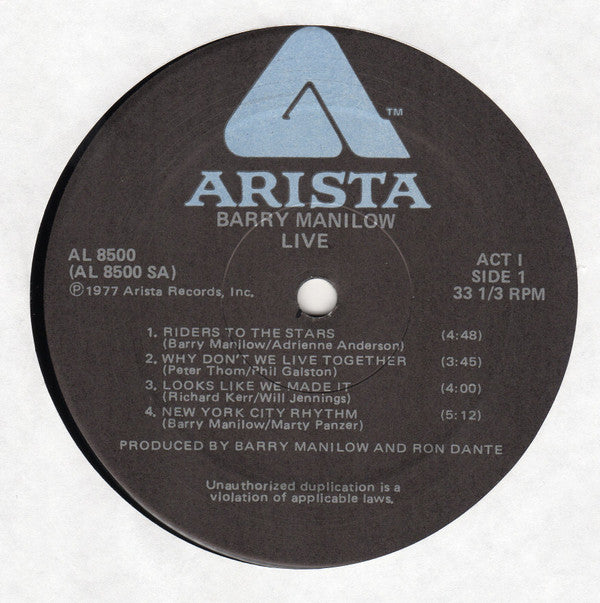 ™
ARISTA
BARRY MANILOW
LIVE
AL 8500
(AL 8500 SA)
℗1977 Arista Records, Inc.
ACT I
SIDE 1
33 1/3 RPM
1. RIDERS TO THE STARS (4:48)
(Barry Manilow/Adrienne Anderson)
2. WHY DON'T WE LIVE TOGETHER (3:45)
(Peter Thom/Phil Galston)
3. LOOKS LIKE WE MADE IT (4:00)
(Richard Kerr/Will Jennings)
4. NEW YORK CITY RHYTHM (5:12)
(Barry Manilow/Marty Panzer)
PRODUCED BY BARRY MANILOW AND RON DANTE
Unauthorized duplication is a
violation of applicable laws.